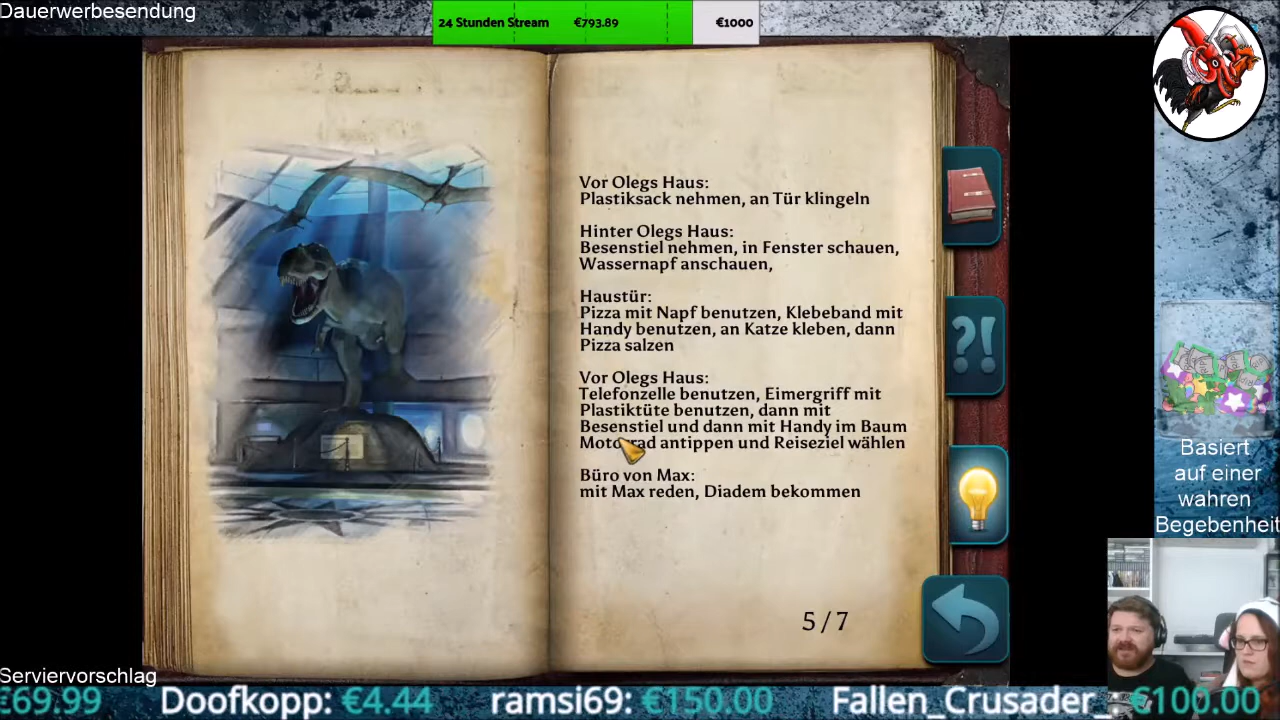 Dauerwerbesendung
24 Stunden Stream €793.89 €1000
Vor Olegs Haus:
Plastiksack nehmen, an Tür klingeln
Hinter Olegs Haus:
Besenstiel nehmen, in Fenster schauen,
Wassernapf anschauen,
Haustür:
Pizza mit Napf benutzen, Klebeband mit
Handy benutzen, an Katze kleben, dann
Pizza salzen
Vor Olegs Haus:
Telefonzelle benutzen, Eimergriff mit
Plastiktüte benutzen, dann mit
Besenstiel und dann mit Handy im Baum
Motorrad antippen und Reiseziel wählen
Büro von Max:
mit Max reden, Diadem bekommen
5/7
?!
Basiert
auf einer
wahren
Begebenheit
Serviervorschlag
€69.99 Doofkopp: €4.44 ramsi69: €150.00 Fallen_Crusader_: €100.00